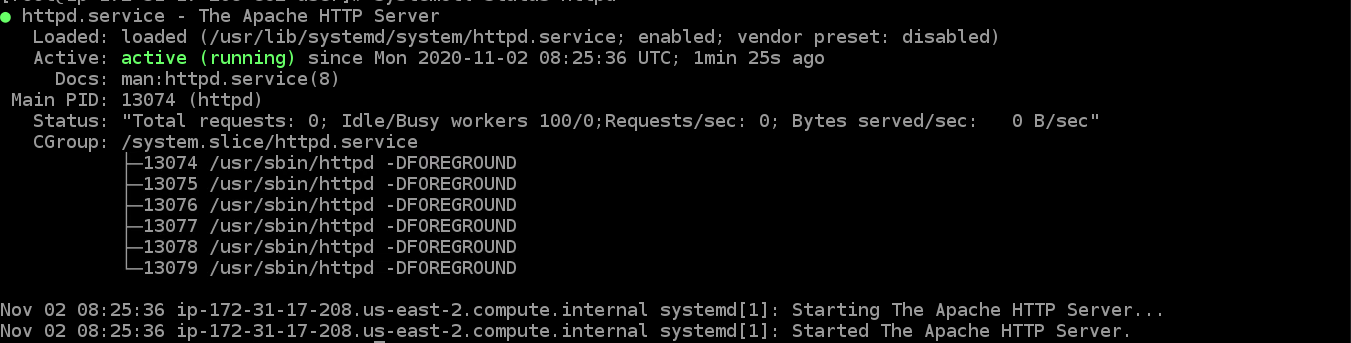 ● httpd.service - The Apache HTTP Server
   Loaded: loaded (/usr/lib/systemd/system/httpd.service; enabled; vendor preset: disabled)
   Active: active (running) since Mon 2020-11-02 08:25:36 UTC; 1min 25s ago
     Docs: man:httpd.service(8)
 Main PID: 13074 (httpd)
   Status: "Total requests: 0; Idle/Busy workers 100/0;Requests/sec: 0; Bytes served/sec:   0 B/sec"
   CGroup: /system.slice/httpd.service
           ├─13074 /usr/sbin/httpd -DFOREGROUND
           ├─13075 /usr/sbin/httpd -DFOREGROUND
           ├─13076 /usr/sbin/httpd -DFOREGROUND
           ├─13077 /usr/sbin/httpd -DFOREGROUND
           ├─13078 /usr/sbin/httpd -DFOREGROUND
           └─13079 /usr/sbin/httpd -DFOREGROUND
Nov 02 08:25:36 ip-172-31-17-208.us-east-2.compute.internal systemd[1]: Starting The Apache HTTP Server...
Nov 02 08:25:36 ip-172-31-17-208.us-east-2.compute.internal systemd[1]: Started The Apache HTTP Server.